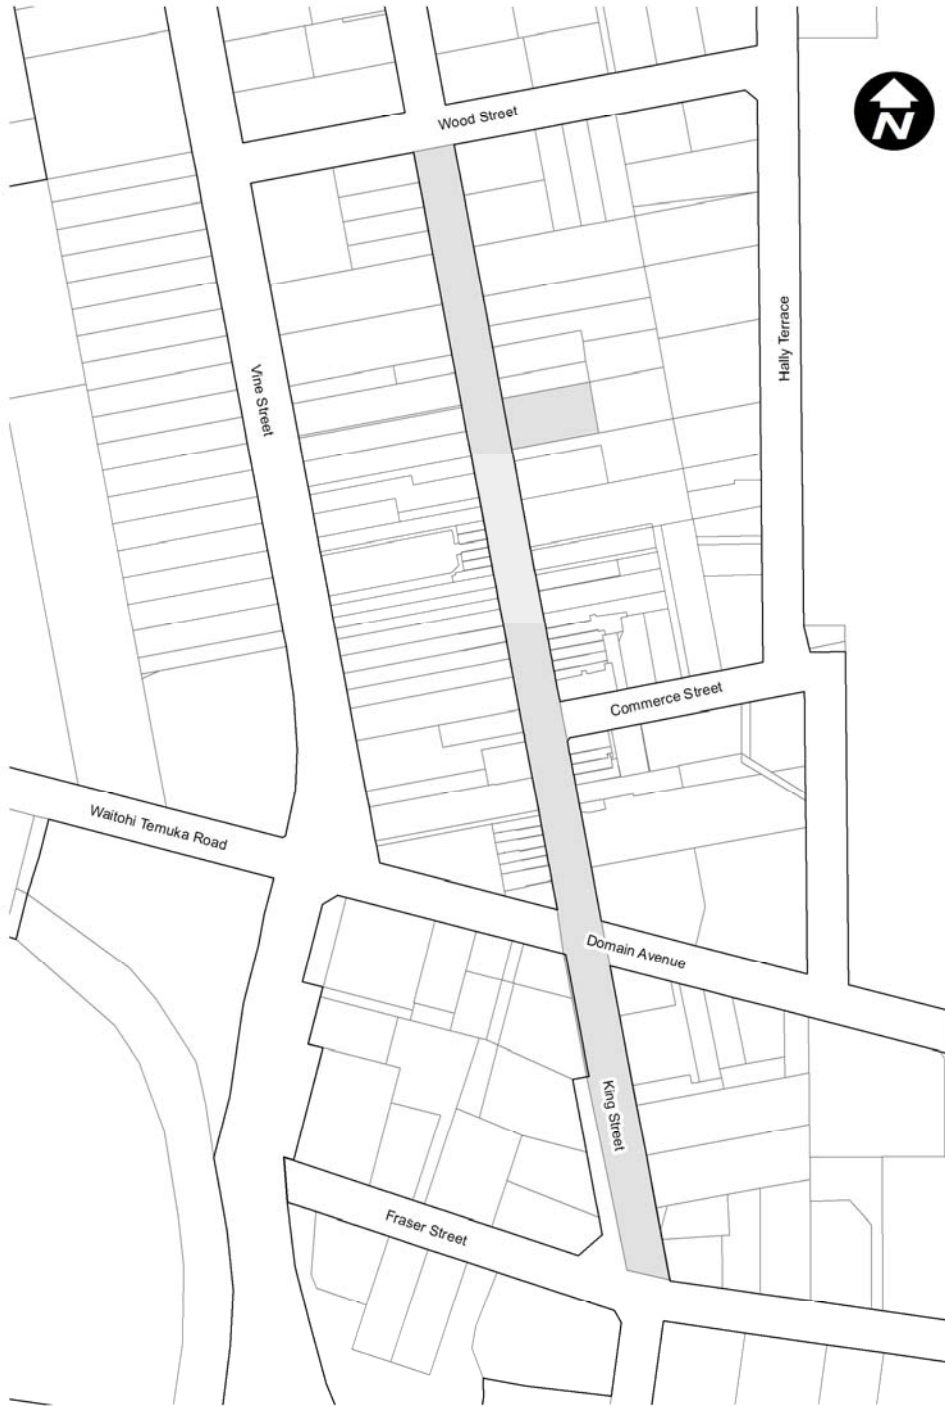 Wood Street
N
Hally Terrace
Vine Street
Commerce Street
Waitohi Temuka Road
Domain Avenue
King Street
Fraser Street